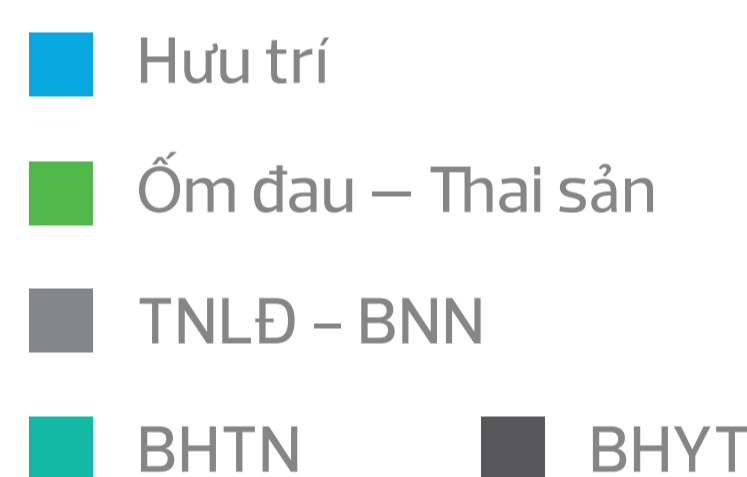 Hưu trí
Ốm đau – Thai sản
TNLĐ – BNN
BHTN BHYT